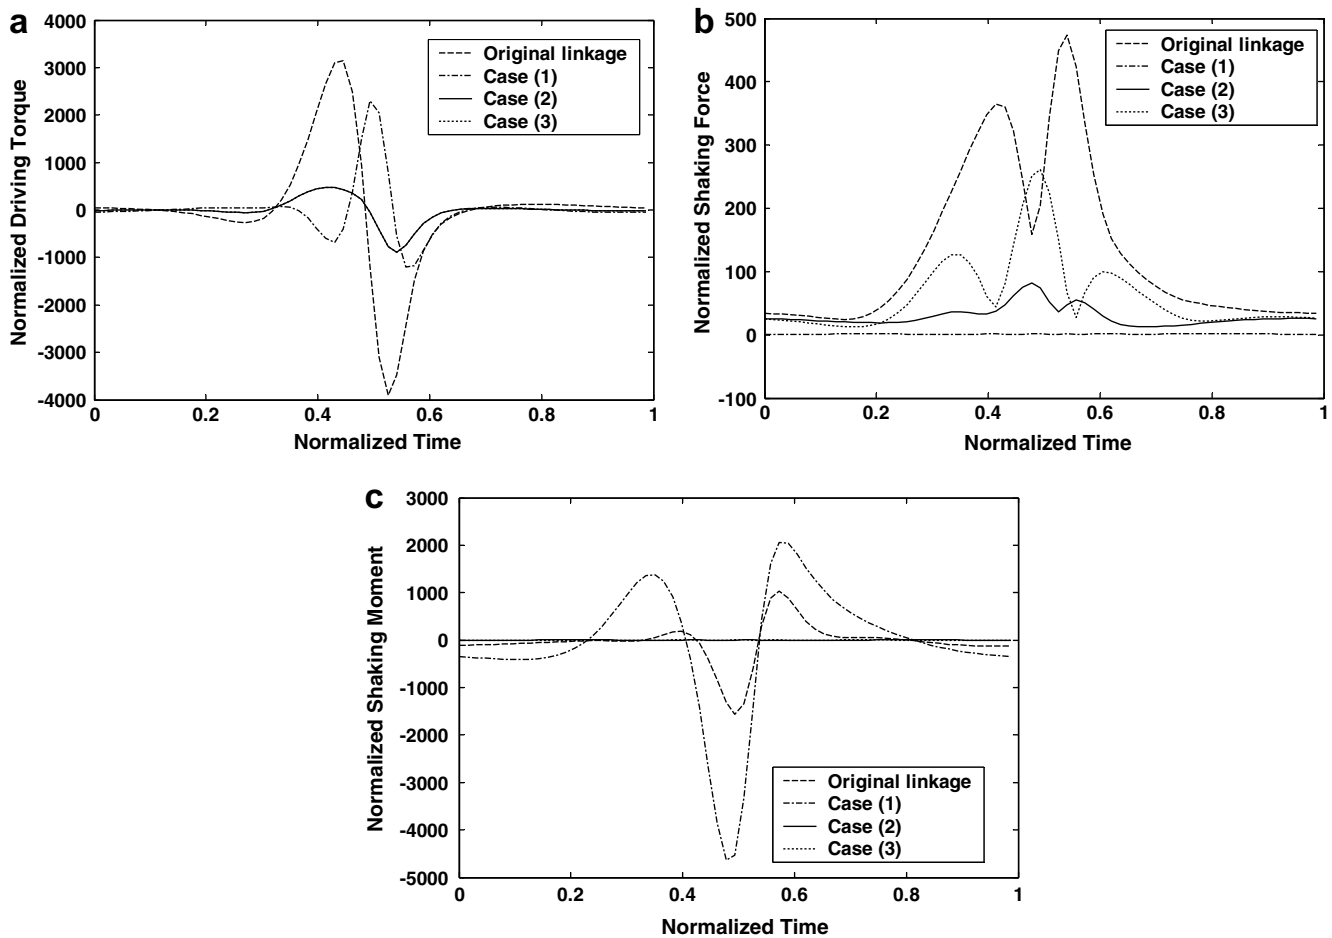 a
4000
3000
2000
1000
0
-1000
-2000
-3000
-4000
Normalized Driving Torque
0 0.2 0.4 0.6 0.8 1
Normalized Time
Original linkage
Case (1)
Case (2)
Case (3)
b
500
400
300
200
100
0
-100
Normalized Shaking Force
0 0.2 0.4 0.6 0.8 1
Normalized Time
Original linkage
Case (1)
Case (2)
Case (3)
c
3000
2000
1000
0
-1000
-2000
-3000
-4000
-5000
Normalized Shaking Moment
0 0.2 0.4 0.6 0.8 1
Normalized Time
Original linkage
Case (1)
Case (2)
Case (3)